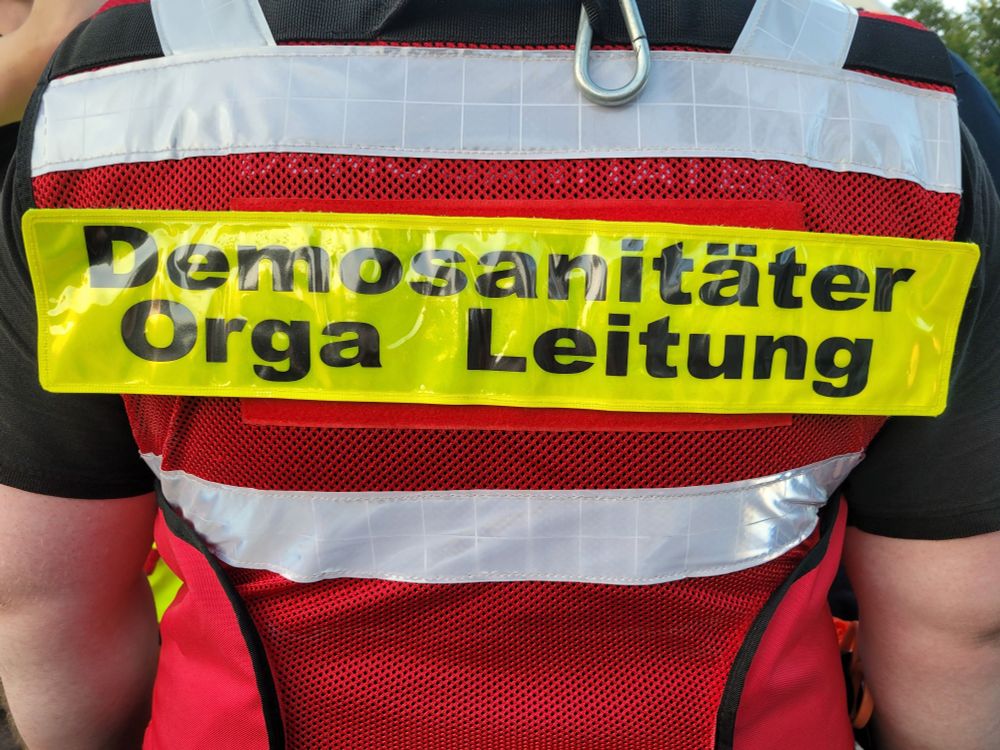 Demosanitäter
Orga Leitung